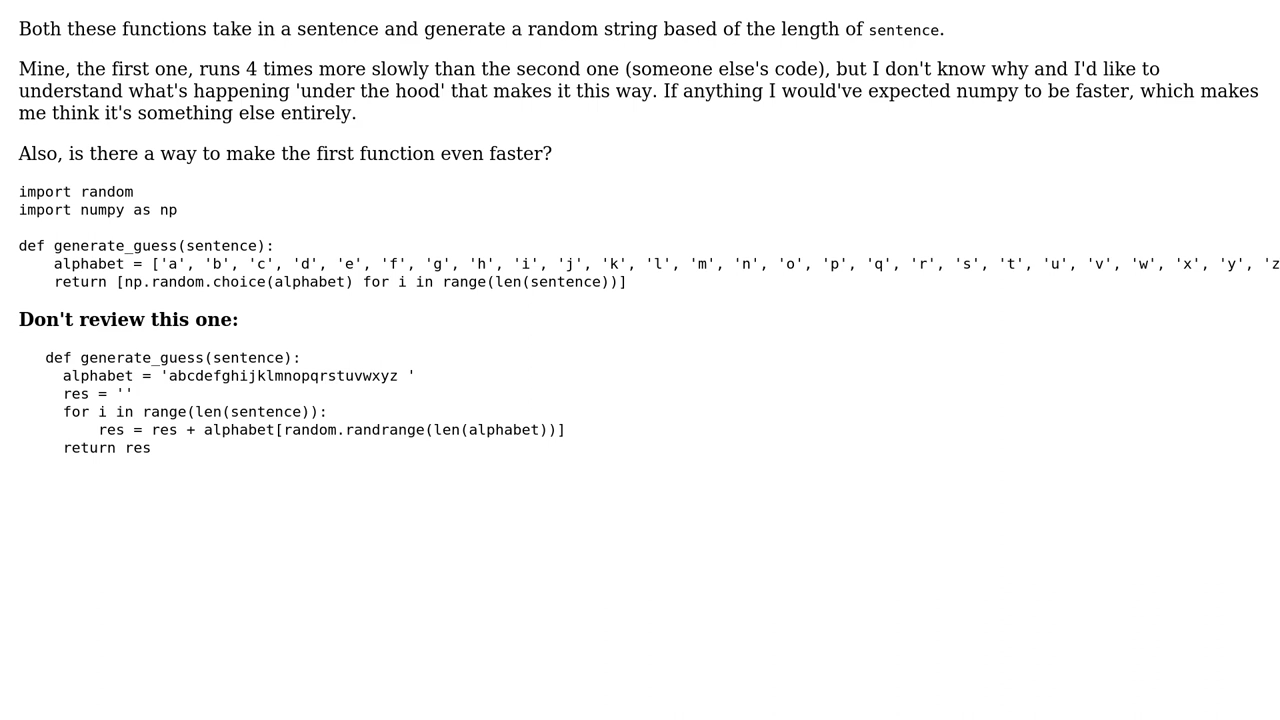 Both these functions take in a sentence and generate a random string based of the length of sentence.
Mine, the first one, runs 4 times more slowly than the second one (someone else's code), but I don't know why and I'd like to
understand what's happening 'under the hood' that makes it this way. If anything I would've expected numpy to be faster, which makes
me think it's something else entirely.
Also, is there a way to make the first function even faster?
import random
import numpy as np
def generate_guess(sentence):
    alphabet = ['a', 'b', 'c', 'd', 'e', 'f', 'g', 'h', 'i', 'j', 'k', 'l', 'm', 'n', 'o', 'p', 'q', 'r', 's', 't', 'u', 'v', 'w', 'x', 'y', 'z
    return [np.random.choice(alphabet) for i in range(len(sentence))]
Don't review this one:
   def generate_guess(sentence):
     alphabet = 'abcdefghijklmnopqrstuvwxyz '
     res = ''
     for i in range(len(sentence)):
         res = res + alphabet[random.randrange(len(alphabet))]
     return res